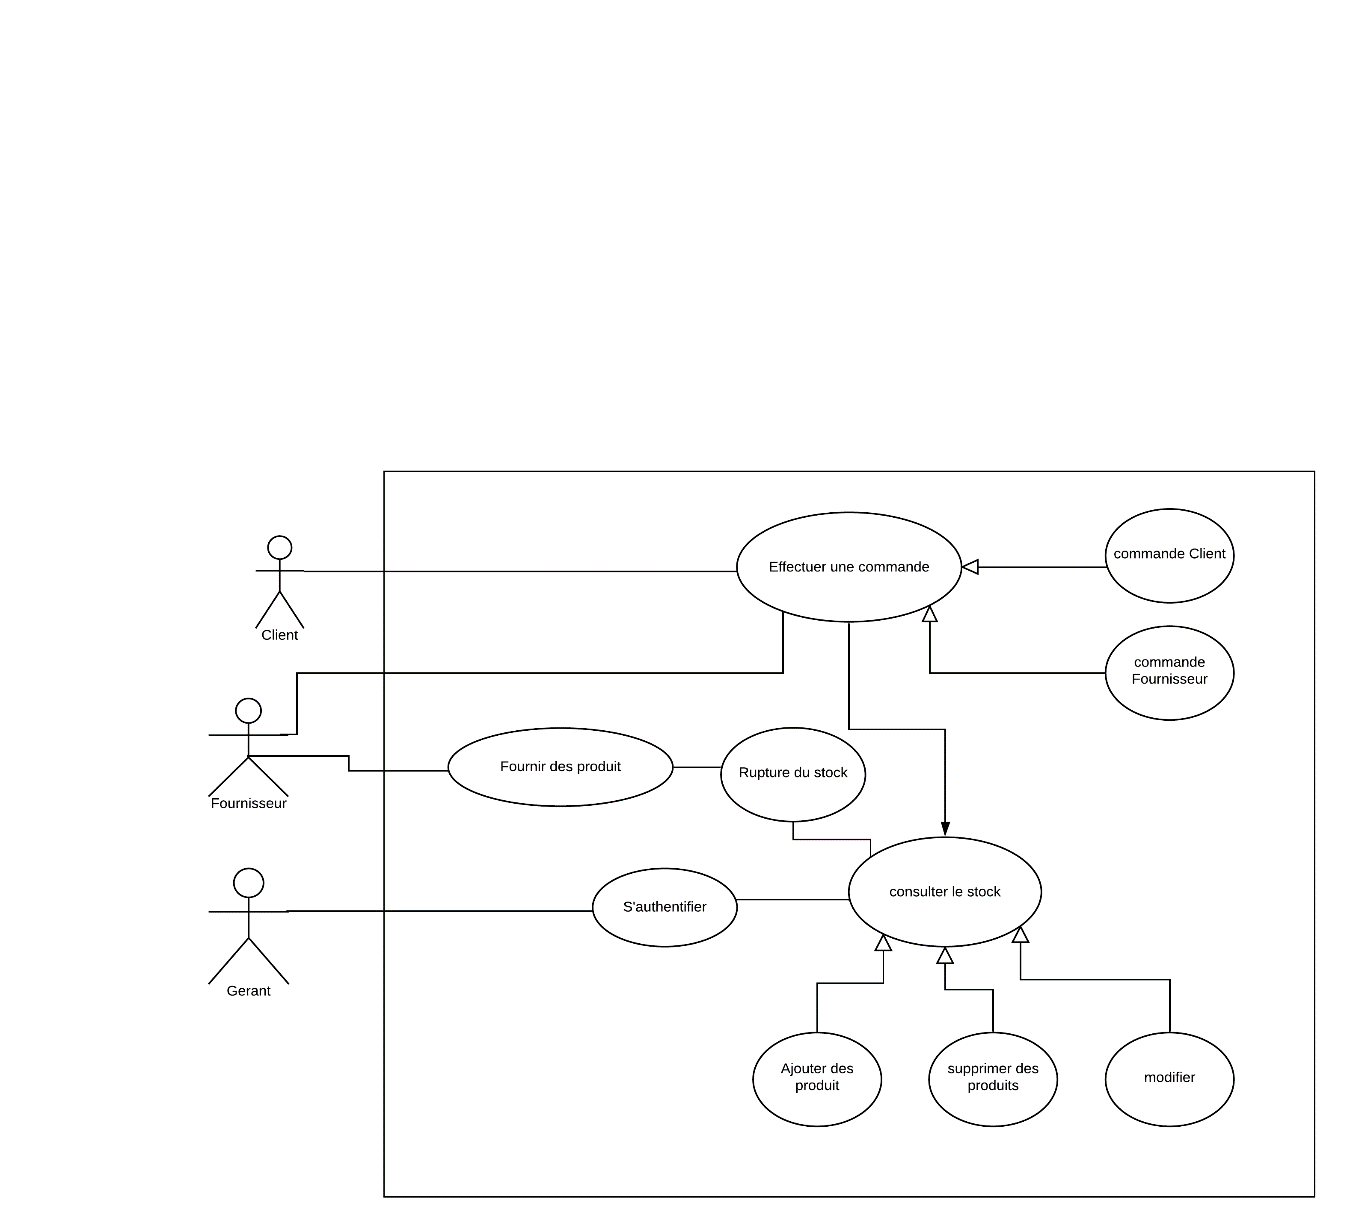 commande Client
Effectuer une commande
Client
commande
Fournisseur
Fournir des produit
Rupture du stock
Fournisseur
consulter le stock
S'authentifier
Gerant
Ajouter des
produit
supprimer des
produits
modifier